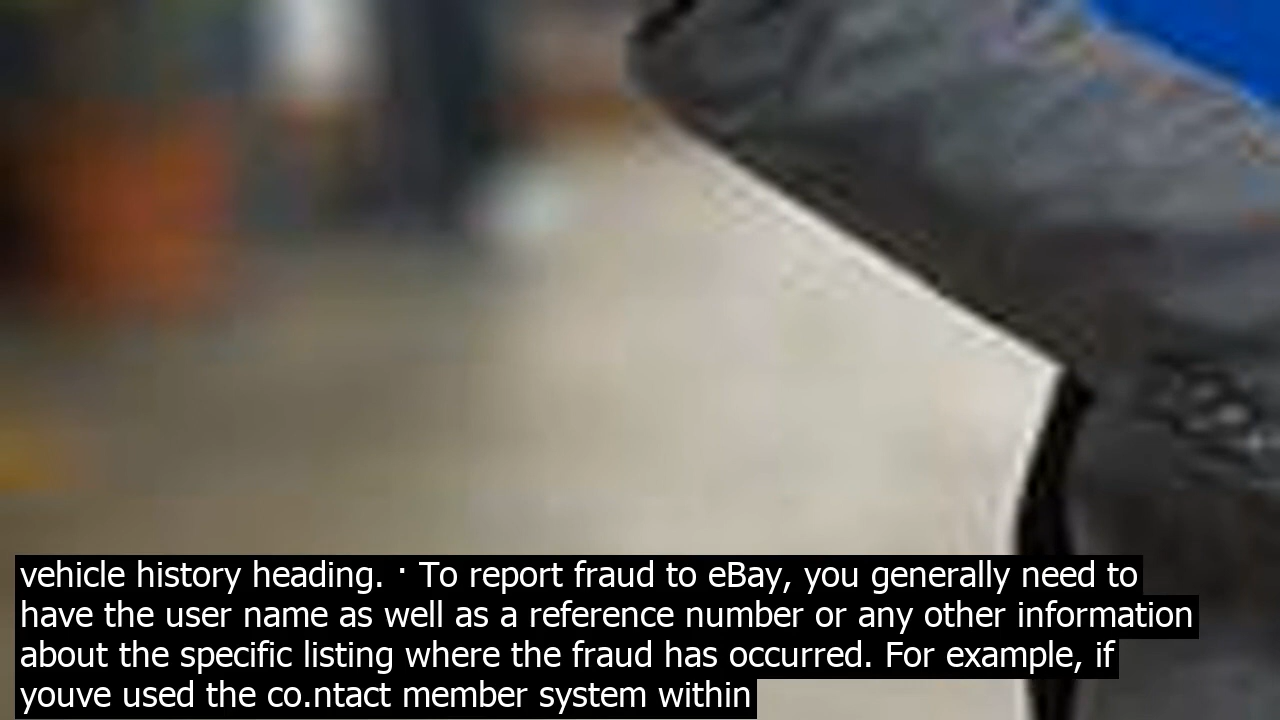 vehicle history heading. · To report fraud to eBay, you generally need to
have the user name as well as a reference number or any other information
about the specific listing where the fraud has occurred. For example, if
youve used the co.ntact member system within